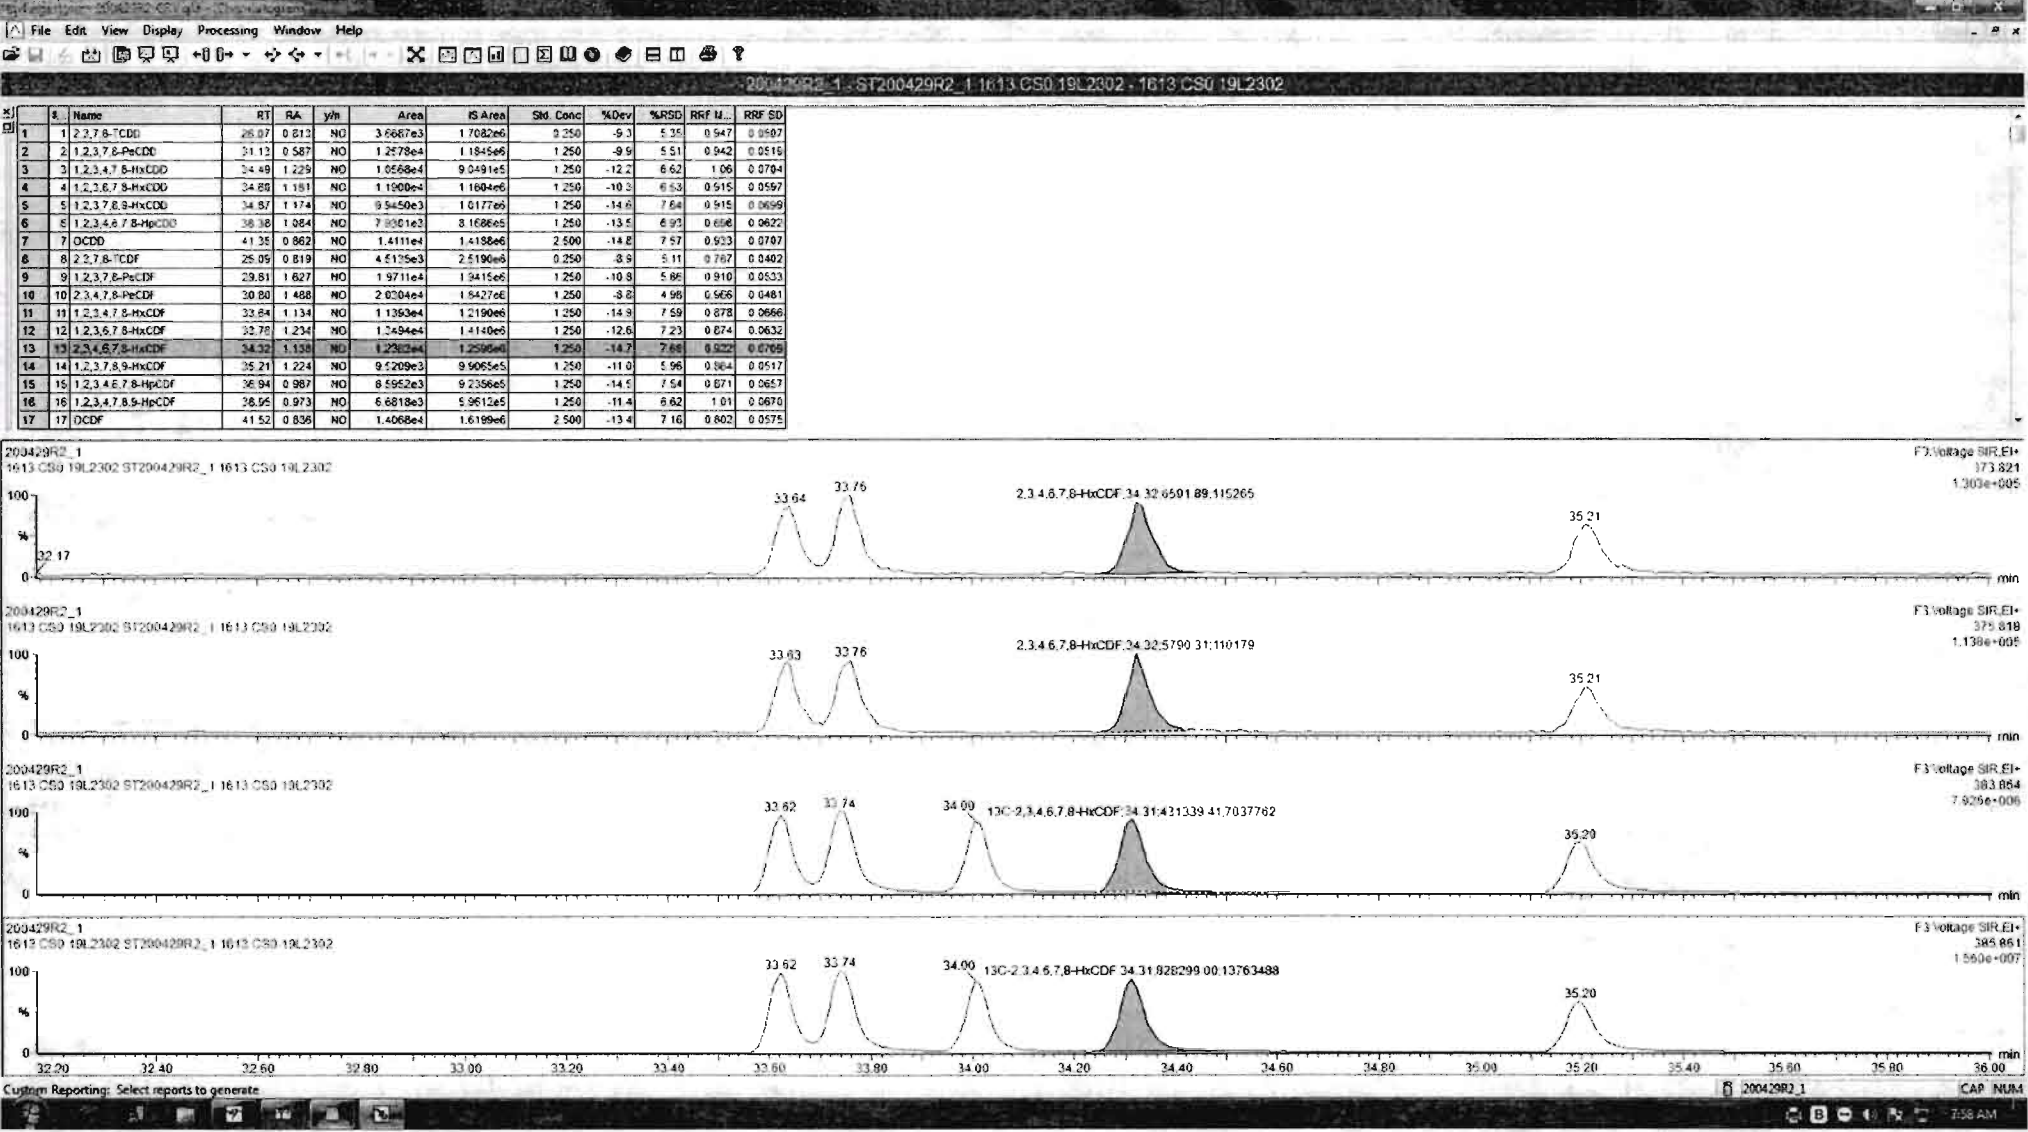 File Edit View Display Processing Window Help
200429R2_1 - ST200429R2_1 1613 CS0 19L2302 - 1613 CS0 19L2302
Name RT RA y/n Area IS Area Std. Conc %Dev %RSD RRF SD
1 1 2,3,7,8-TCDD 26.07 0.812 NO 3.6687e3 1.7082e6 0.250 -9.3 5.35 0.947 0.0507
2 2 1,2,3,7,8-PeCDD 31.13 0.587 NO 1.2578e4 1.1845e6 1.250 -9.9 5.51 0.942 0.0519
3 3 1,2,3,4,7,8-HxCDD 34.49 1.229 NO 1.0568e4 9.0491e5 1.250 -12.2 6.62 1.06 0.0704
4 4 1,2,3,6,7,8-HxCDD 1.151 NO 1.1900e4 1.1604e6 1.250 -10.3 6.53 0.915 0.0597
5 5 1,2,3,7,8,9-HxCDD 34.87 1.174 NO 9.5450e3 1.0177e6 1.250 -14.6 7.64 0.915 0.0699
6 6 1,2,3,4,6,7,8-HpCDD 38.38 1.084 NO 8.1686e5 1.250 -13.5 6.93 0.0622
7 7 OCDD 41.35 0.862 NO 1.4111e4 1.4188e6 2.500 -14.8 7.57 0.933 0.0707
8 8 2,3,7,8-TCDF 25.09 0.819 NO 4.5135e3 2.5190e6 0.250 -8.9 5.11 0.787 0.0402
9 9 1,2,3,7,8-PeCDF 29.81 1.627 NO 1.9711e4 1.9415e6 1.250 -10.8 5.86 0.910 0.0533
10 10 2,3,4,7,8-PeCDF 30.80 1.488 NO 2.0304e4 1.8427e6 1.250 -8.8 4.98 0.966 0.0481
11 11 1,2,3,4,7,8-HxCDF 33.64 1.134 NO 1.1393e4 1.2190e6 1.250 -14.9 7.59 0.878 0.0666
12 12 1,2,3,6,7,8-HxCDF 33.76 1.234 NO 1.3494e4 1.4140e6 1.250 -12.6 7.23 0.874 0.0632
13 13 2,3,4,6,7,8-HxCDF 34.32 1.138 NO 1.2382e4 1.2596e6 1.250 -14.7 0.922
14 14 1,2,3,7,8,9-HxCDF 35.21 1.224 NO 9.5209e3 9.9065e5 1.250 -11.0 5.96 0.0517
15 15 1,2,3,4,6,7,8-HpCDF 36.94 0.987 NO 8.5952e3 9.2356e5 1.250 -14.5 7.54 0.871 0.0657
16 16 1,2,3,4,7,8,9-HpCDF 38.95 0.973 NO 6.6818e3 5.9612e5 1.250 -11.4 6.62 1.01 0.0670
17 17 OCDF 41.52 0.836 NO 1.4068e4 1.6199e6 2.500 -13.4 7.16 0.802 0.0575
200429R2_1 F3:Voltage SIR,EI+
1613 CS0 19L2302 ST200429R2_1 1613 CS0 19L2302 373.821
1.303e+005
100 % 0
32.17 33.64 33.76 2,3,4,6,7,8-HxCDF;34.32;6591.89;115265 35.21
min
200429R2_1 F3:Voltage SIR,EI+
1613 CS0 19L2302 ST200429R2_1 1613 CS0 19L2302 375.818
1.138e+005
100 % 0
33.63 33.76 2,3,4,6,7,8-HxCDF;34.32;5790.31;110179 35.21
min
200429R2_1 F3:Voltage SIR,EI+
1613 CS0 19L2302 ST200429R2_1 1613 CS0 19L2302 383.864
7.926e+006
100 % 0
33.62 33.74 34.00 13C-2,3,4,6,7,8-HxCDF;34.31;431339.41;7037762 35.20
min
200429R2_1 F3:Voltage SIR,EI+
1613 CS0 19L2302 ST200429R2_1 1613 CS0 19L2302 385.861
1.560e+007
100 % 0
33.62 33.74 34.00 13C-2,3,4,6,7,8-HxCDF;34.31;828299.00;13763488 35.20
min
32.20 32.40 32.60 32.80 33.00 33.20 33.40 33.60 33.80 34.00 34.20 34.40 34.60 34.80 35.00 35.20 35.40 35.60 35.80 36.00
Custom Reporting: Select reports to generate 200429R2_1 CAP NUM
7:58 AM